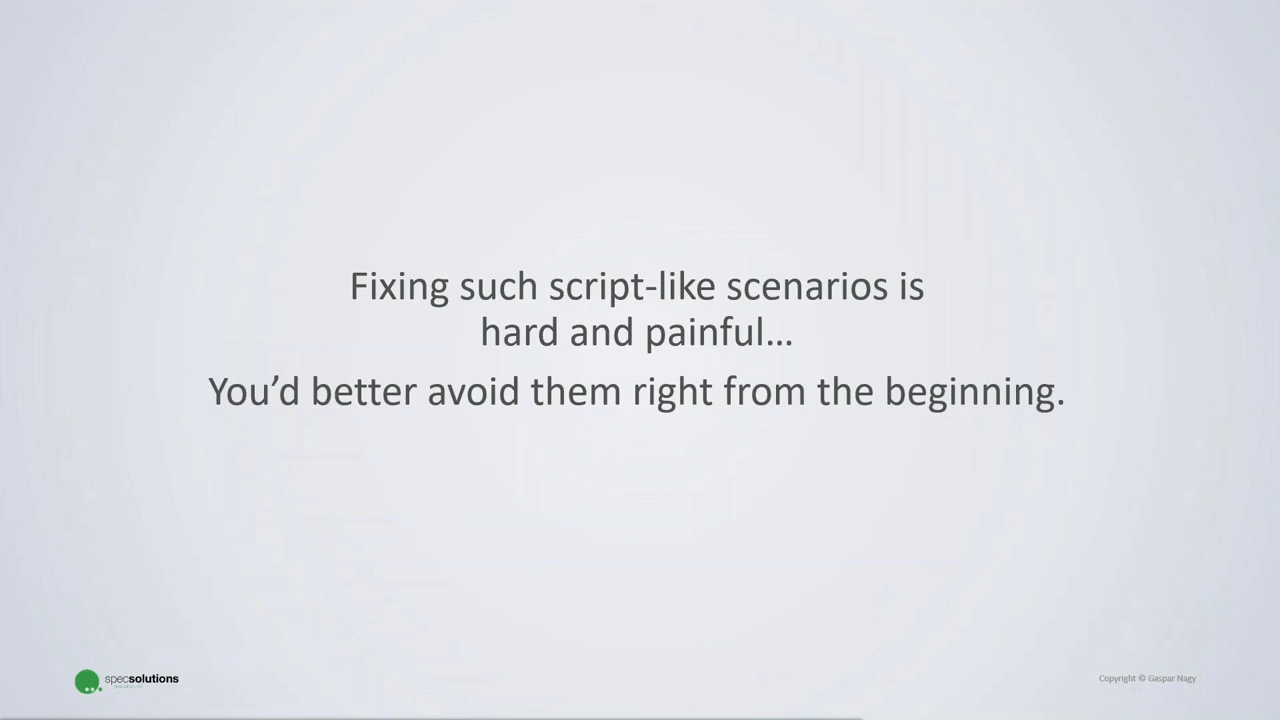 Fixing such script-like scenarios is
hard and painful…
You’d better avoid them right from the beginning.
specsolutions
Copyright © Gaspar Nagy